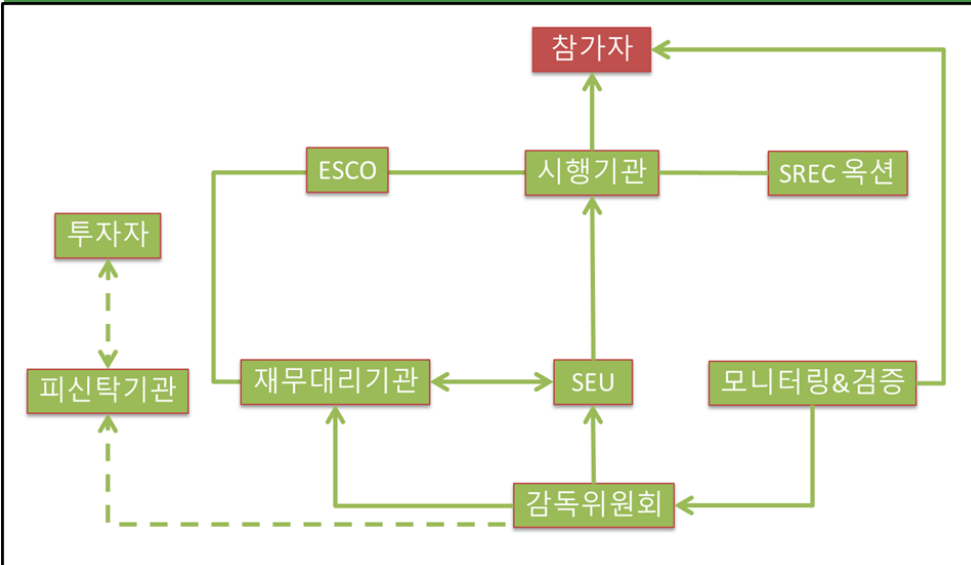 참가자
ESCO
시행기관
SREC 옥션
투자자
피신탁기관
재무대리기관
SEU
모니터링&검증
감독위원회